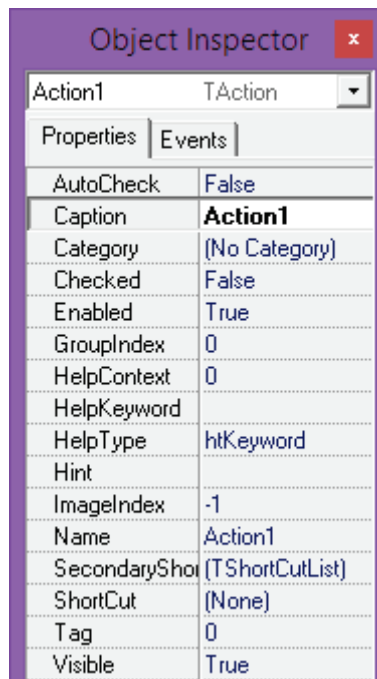 Object Inspector x
Action1 TAction
Properties Events
AutoCheck False
Caption Action1
Category (No Category)
Checked False
Enabled True
GroupIndex 0
HelpContext 0
HelpKeyword
HelpType htKeyword
Hint
ImageIndex -1
Name Action1
SecondaryShor (TShortCutList)
ShortCut (None)
Tag 0
Visible True